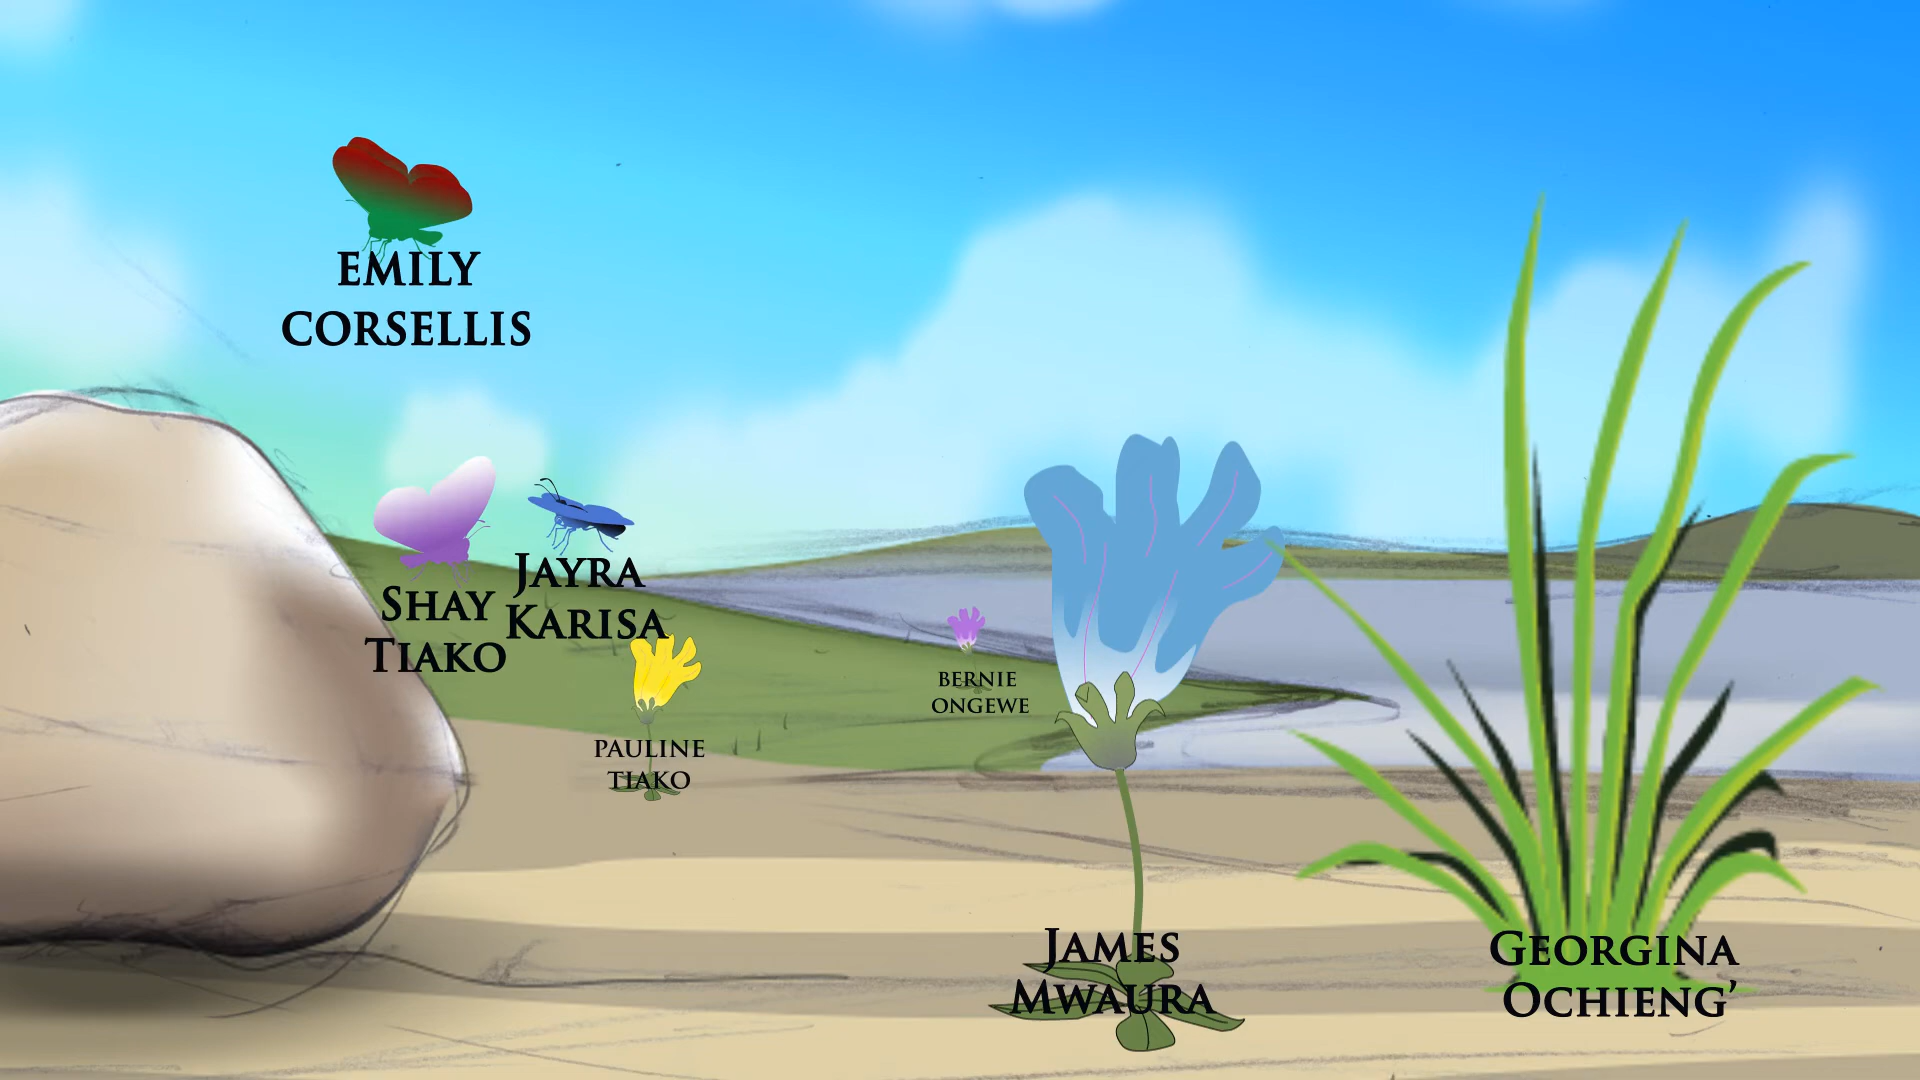 EMILY
CORSELLIS
SHAY
TIAKO
JAYRA
KARISA
PAULINE
TIAKO
BERNIE
ONGEWE
JAMES
MWAURA
GEORGINA
OCHIENG'